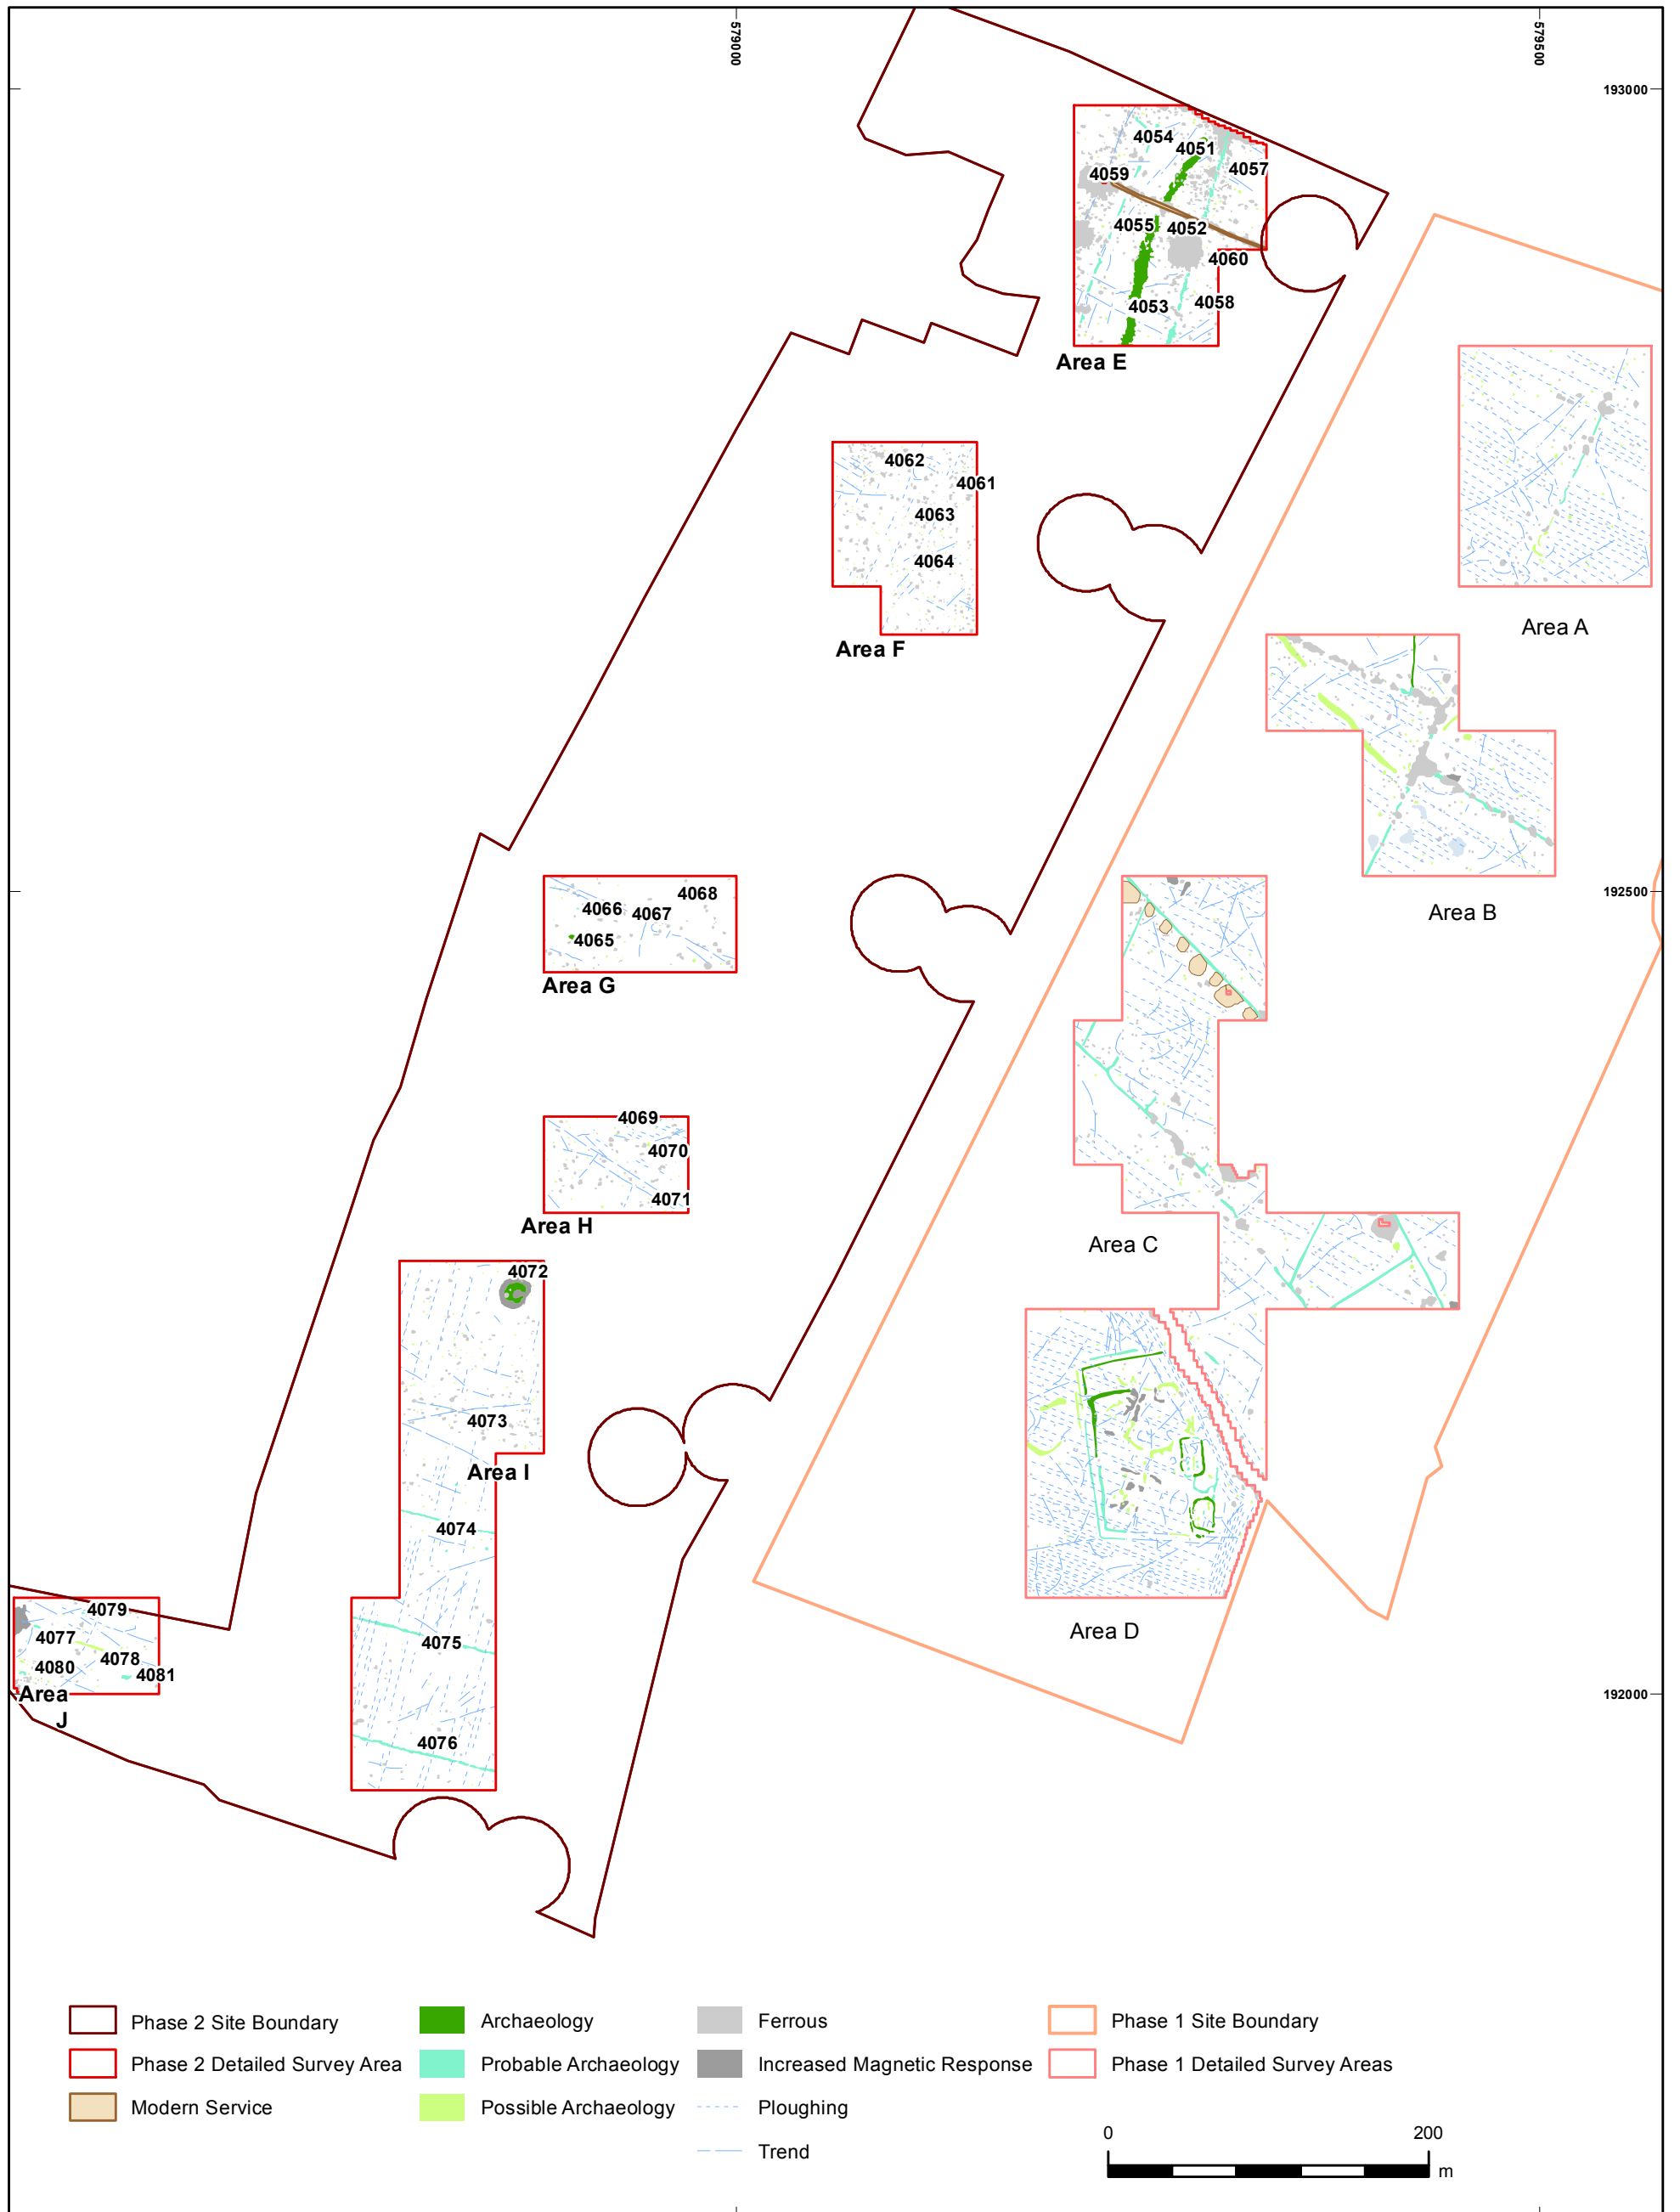 579000
579500
193000
4054
4051
4057
4059
4055
4052
4060
4058
4053
Area E
4062
4061
4063
4064
Area F
Area A
192500
4068
4066
4067
4065
Area G
Area B
4069
4070
4071
Area H
Area C
4072
4073
Area I
4074
4079
4077
4075
4078
4080
4081
Area D
Area
J
192000
4076
Phase 2 Site Boundary
Archaeology
Ferrous
Phase 1 Site Boundary
Phase 2 Detailed Survey Area
Probable Archaeology
Increased Magnetic Response
Phase 1 Detailed Survey Areas
Modern Service
Possible Archaeology
Ploughing
Trend
0
200
m